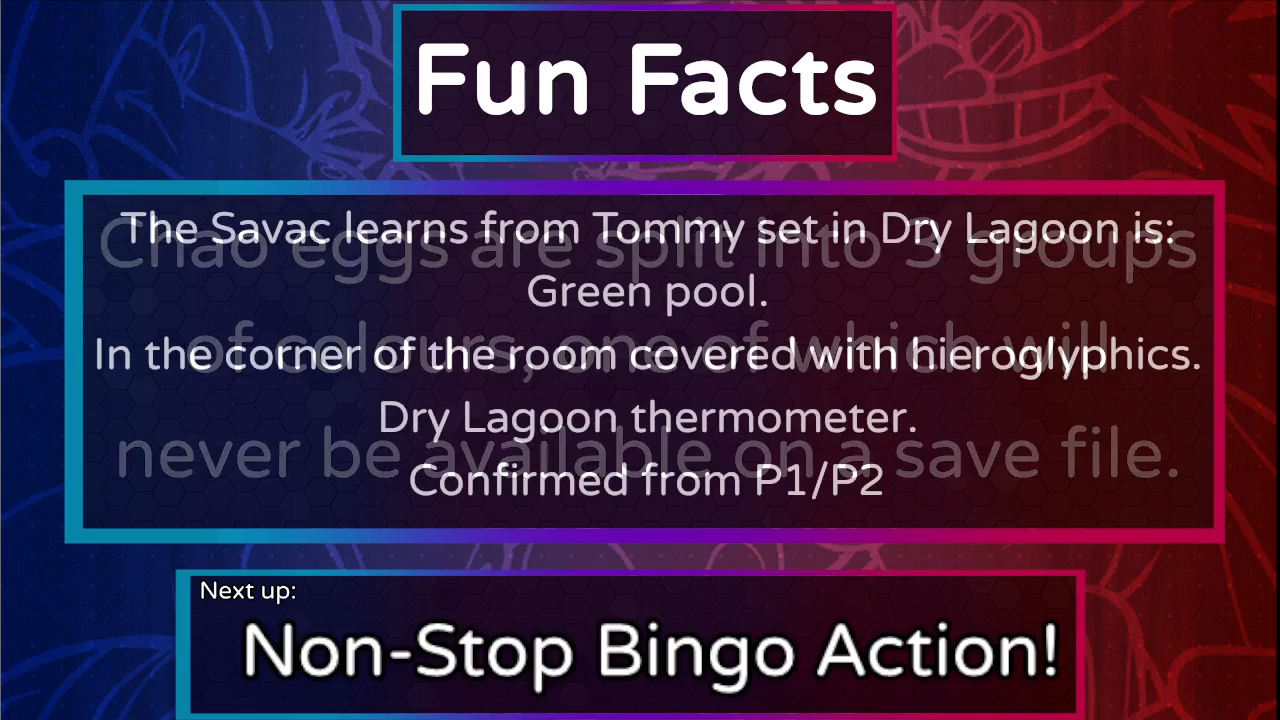 Fun Facts
The Savac learns from Tommy set in Dry Lagoon is:
Green pool.
In the corner of the room covered with hieroglyphics.
Dry Lagoon thermometer.
Confirmed from P1/P2
Chao eggs are split into 3 groups
of colours, one of which will
never be available on a save file.
Next up:
Non-Stop Bingo Action!